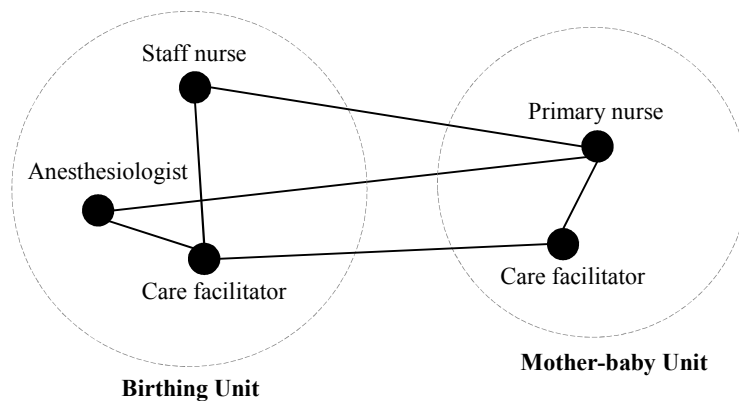 Staff nurse
Primary nurse
Anesthesiologist
Care facilitator
Care facilitator
Mother-baby Unit
Birthing Unit